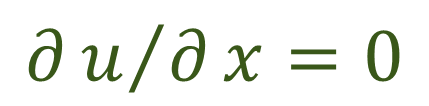 ∂ u/∂ x = 0